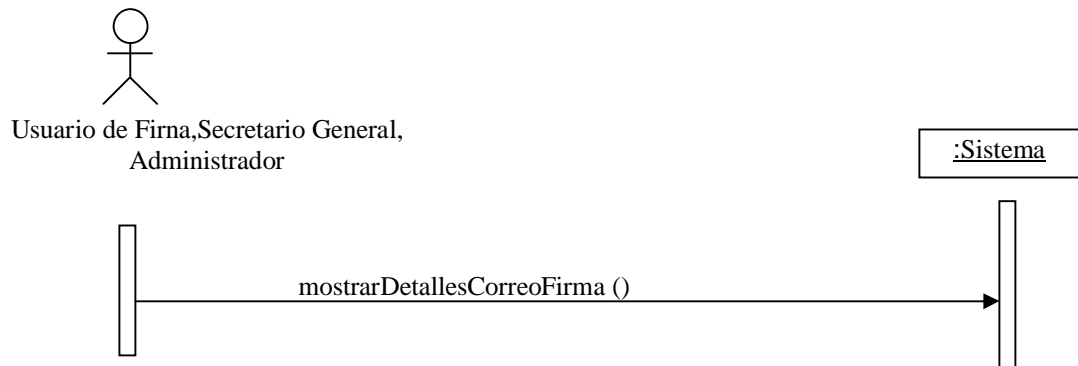 Usuario de Firna,Secretario General,
Administrador
:Sistema
mostrarDetallesCorreoFirma ()